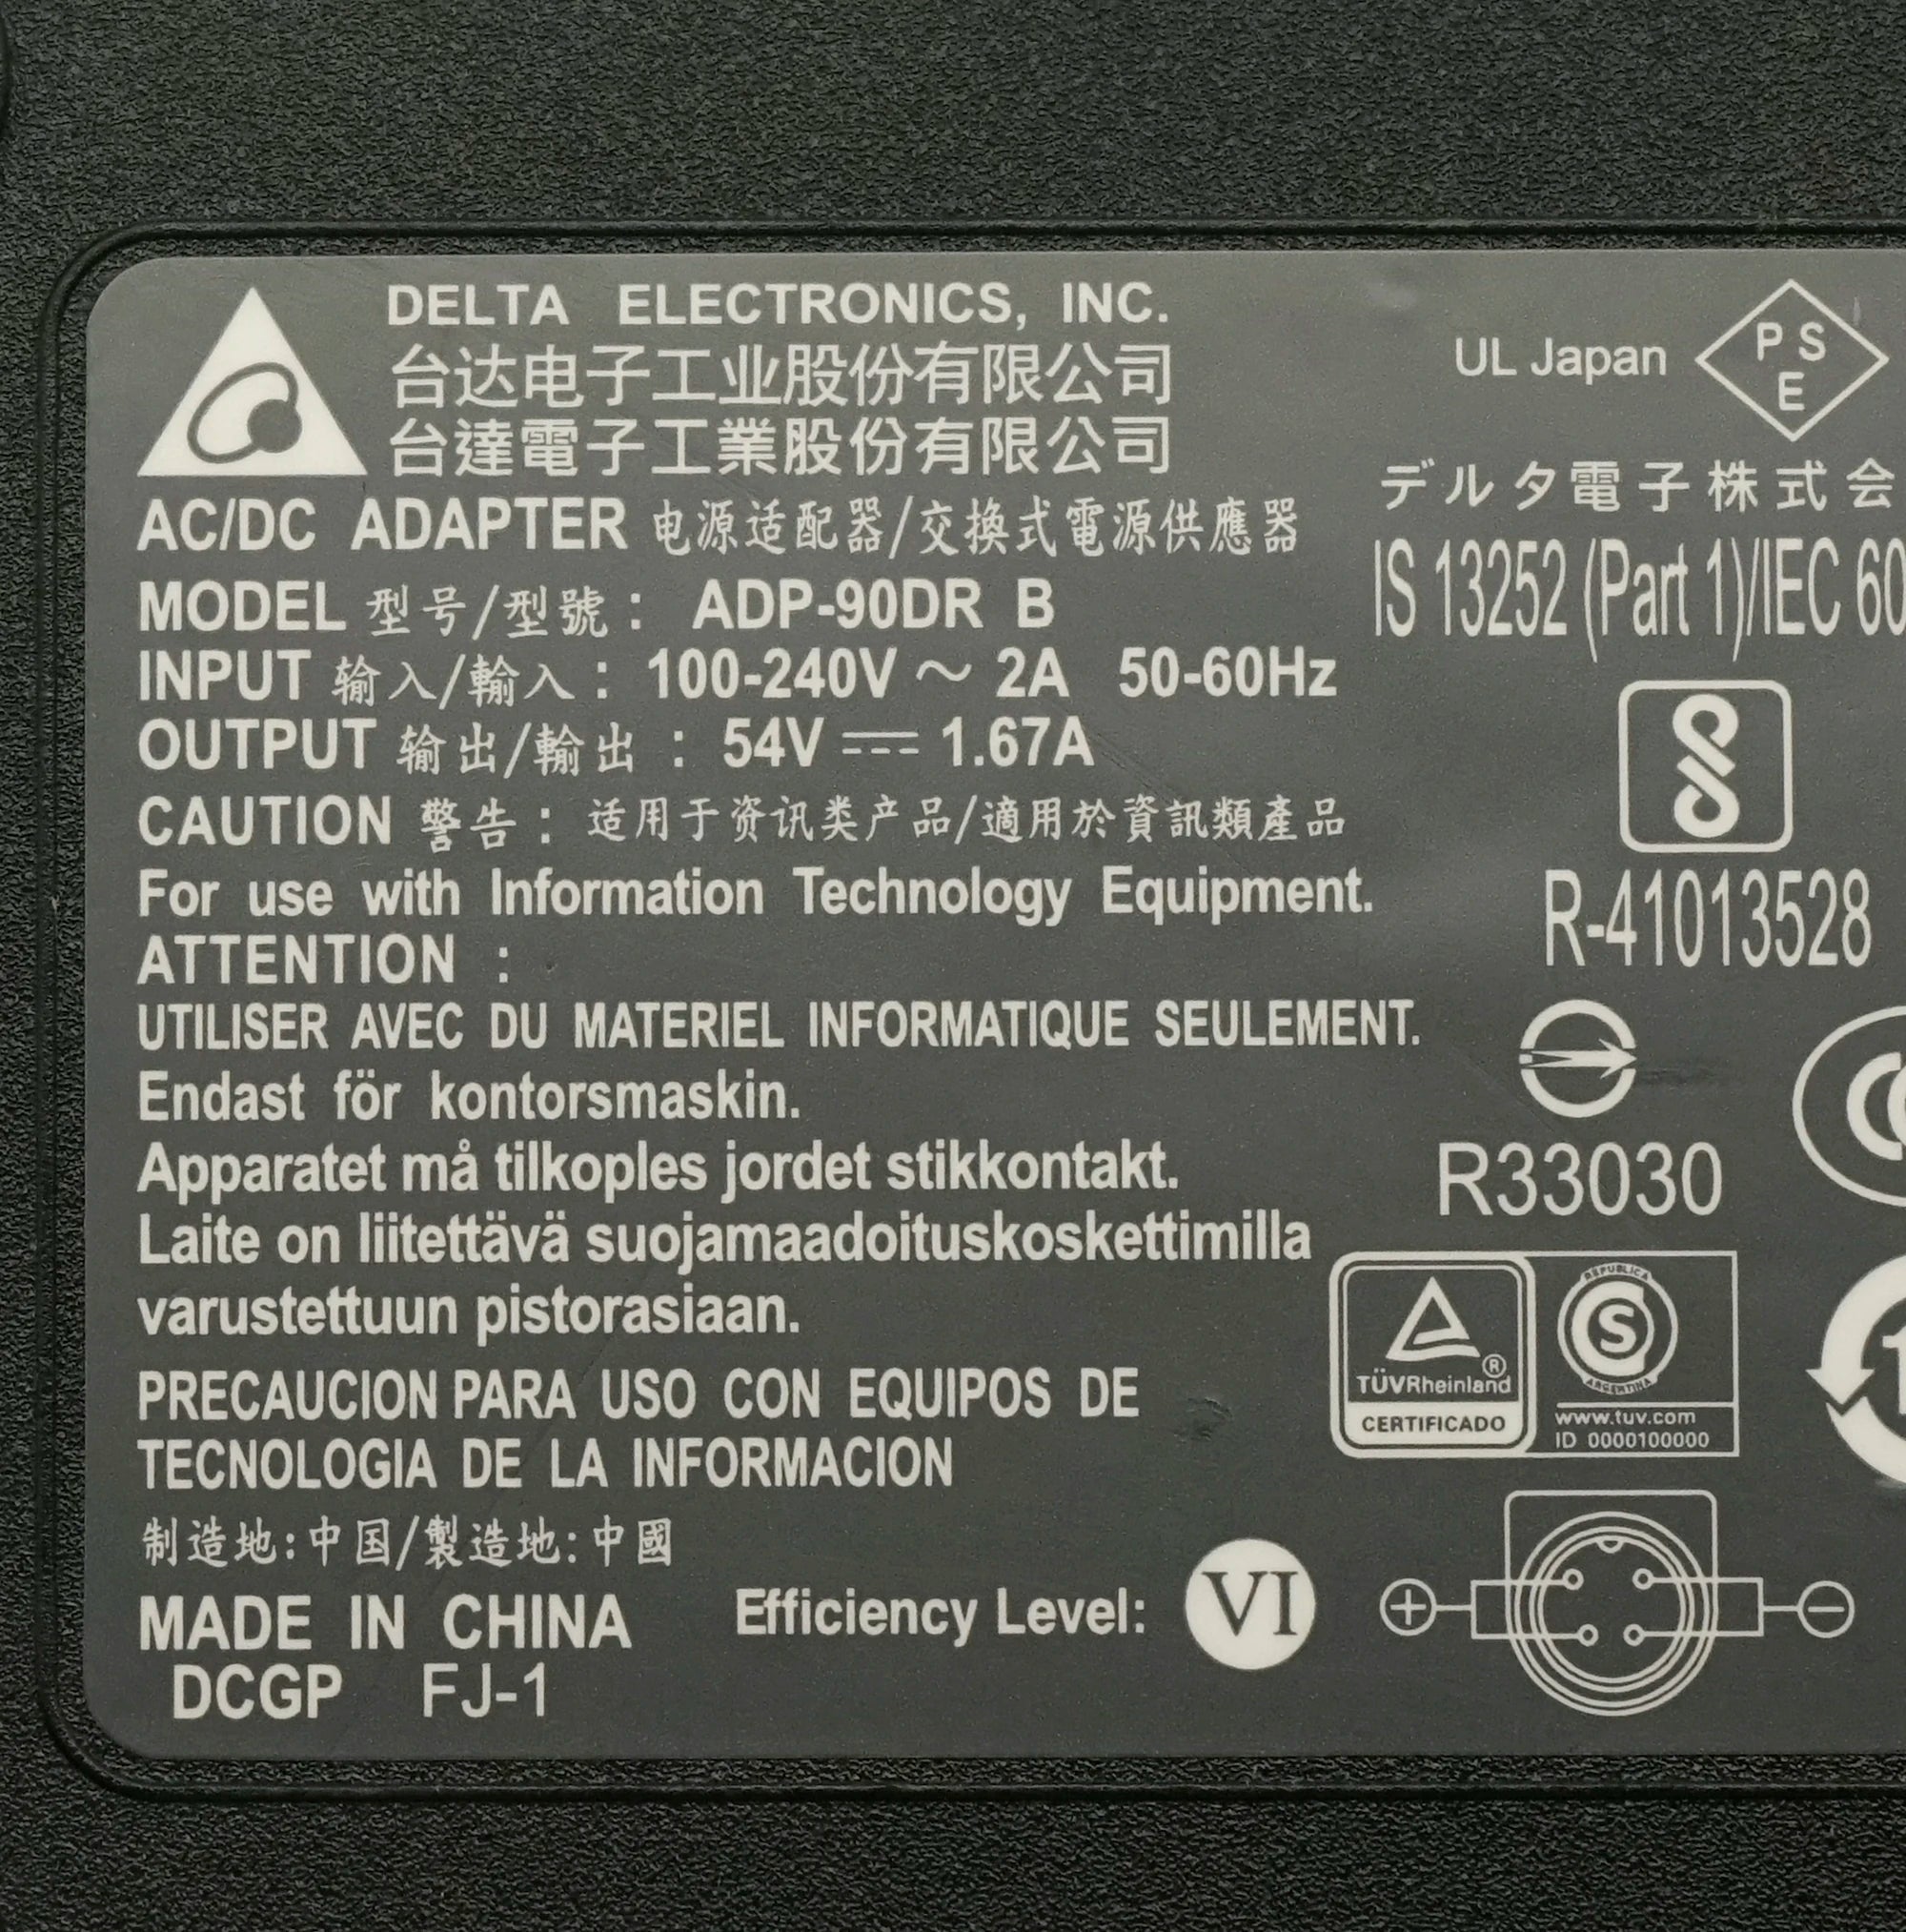 DELTA ELECTRONICS, INC.
台达电子工业股份有限公司
台達電子工業股份有限公司
AC/DC ADAPTER 电源适配器/交換式電源供應器
MODEL 型号/型號: ADP-90DR B
INPUT 输入/輸入: 100-240V ～ 2A 50-60Hz
OUTPUT 输出/輸出 : 54V ⎓ 1.67A
CAUTION 警告: 适用于资讯类产品/適用於資訊類產品
For use with Information Technology Equipment.
ATTENTION :
UTILISER AVEC DU MATERIEL INFORMATIQUE SEULEMENT.
Endast för kontorsmaskin.
Apparatet må tilkoples jordet stikkontakt.
Laite on liitettävä suojamaadoituskoskettimilla
varustettuun pistorasiaan.
PRECAUCION PARA USO CON EQUIPOS DE
TECNOLOGIA DE LA INFORMACION
制造地:中国/製造地:中國
MADE IN CHINA
DCGP FJ-1
Efficiency Level: VI
UL Japan
P S
E
デルタ電子株式会
IS 13252 (Part 1)/IEC 60
R-41013528
R33030
TÜVRheinland®
CERTIFICADO
REPUBLICA
S
ARGENTINA
www.tuv.com
ID 0000100000
+ −